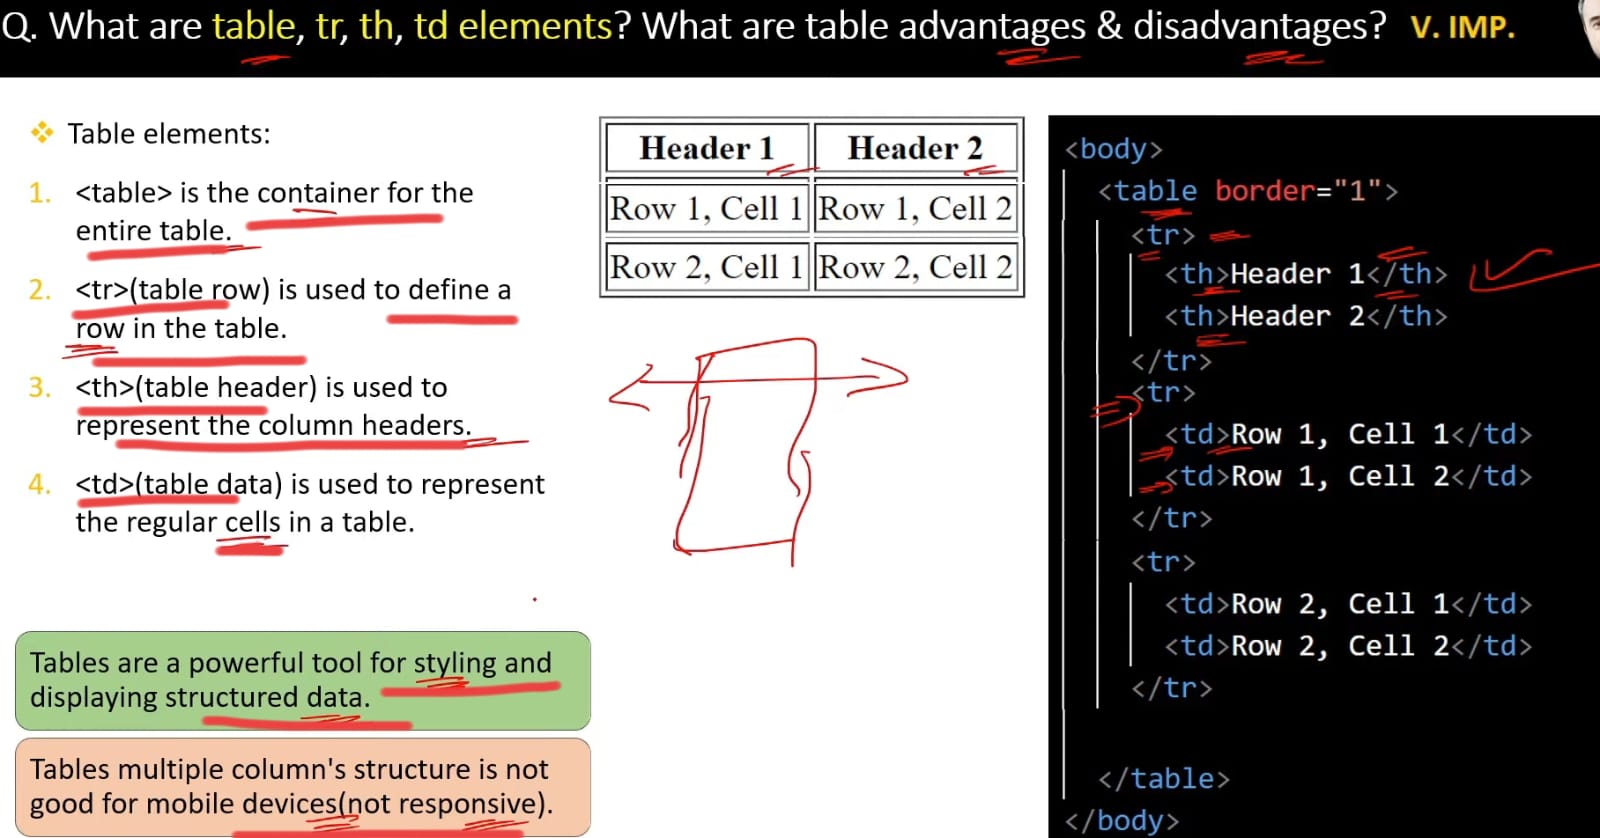 Q. What are table, tr, th, td elements? What are table advantages & disadvantages? V. IMP.
❖ Table elements:
1. <table> is the container for the
entire table.
2. <tr>(table row) is used to define a
row in the table.
3. <th>(table header) is used to
represent the column headers.
4. <td>(table data) is used to represent
the regular cells in a table.
Tables are a powerful tool for styling and
displaying structured data.
Tables multiple column's structure is not
good for mobile devices(not responsive).
Header 1 Header 2
Row 1, Cell 1 Row 1, Cell 2
Row 2, Cell 1 Row 2, Cell 2
<body>
<table border="1">
<tr>
<th>Header 1</th>
<th>Header 2</th>
</tr>
<tr>
<td>Row 1, Cell 1</td>
<td>Row 1, Cell 2</td>
</tr>
<tr>
<td>Row 2, Cell 1</td>
<td>Row 2, Cell 2</td>
</tr>
</table>
</body>